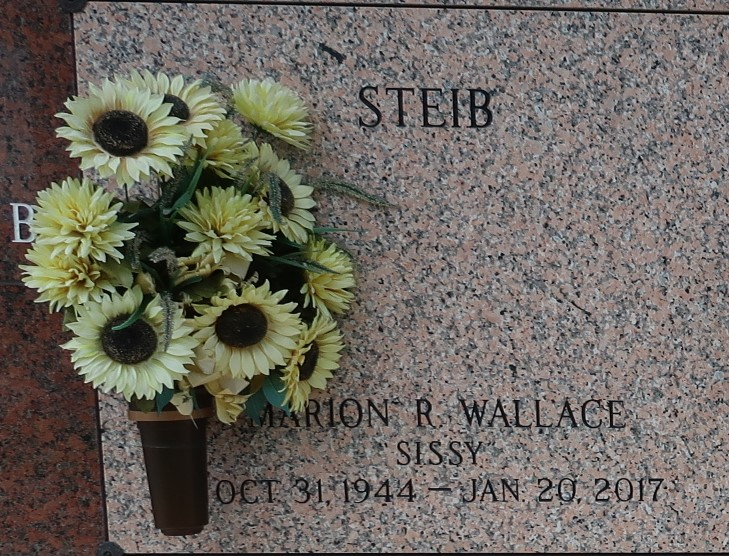 STEIB
B
"MARION" R. WALLACE
"SISSY"
OCT. 31, 1944 – JAN. 20, 2017